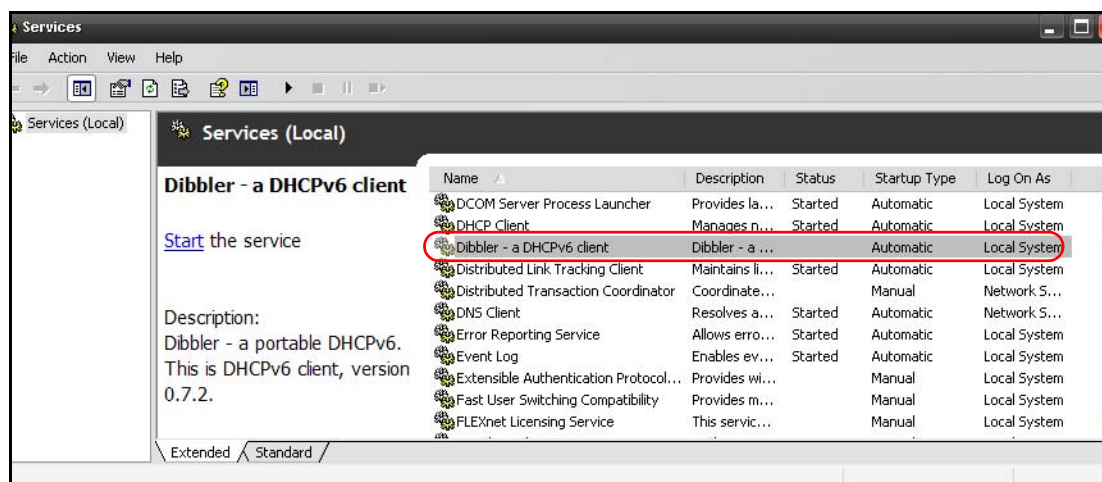 Services
File Action View Help
Services (Local)
Services (Local)
Dibbler - a DHCPv6 client
Start the service
Description:
Dibbler - a portable DHCPv6.
This is DHCPv6 client, version
0.7.2.
Name Description Status Startup Type Log On As
DCOM Server Process Launcher Provides la... Started Automatic Local System
DHCP Client Manages n... Started Automatic Local System
Dibbler - a DHCPv6 client Dibbler - a ... Automatic Local System
Distributed Link Tracking Client Maintains li... Started Automatic Local System
Distributed Transaction Coordinator Coordinate... Manual Network S...
DNS Client Resolves a... Started Automatic Network S...
Error Reporting Service Allows erro... Started Automatic Local System
Event Log Enables ev... Started Automatic Local System
Extensible Authentication Protocol... Provides wi... Manual Local System
Fast User Switching Compatibility Provides m... Manual Local System
FLEXnet Licensing Service This servic... Manual Local System
Extended Standard